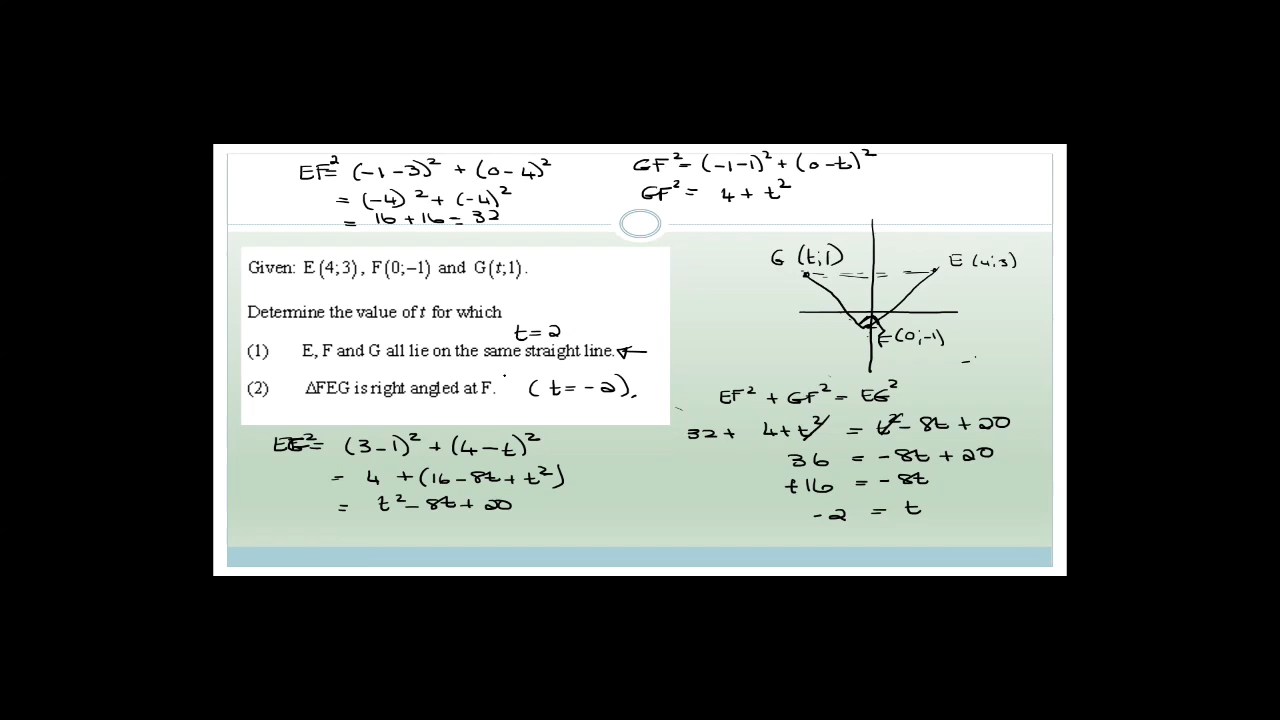 EF² = (-1-3)² + (0-4)²
= (-4)² + (-4)²
= 16 + 16 = 32
GF² = (-1-1)² + (0-t)²
GF² = 4 + t²
Given: E(4;3), F(0;−1) and G(t;1).
Determine the value of t for which
t = 2
(1) E, F and G all lie on the same straight line.
(2) ΔFEG is right angled at F. (t = -2).
G (t;1)
E (4;3)
F(0;-1)
EG² = (3-1)² + (4-t)²
= 4 + (16 - 8t + t²)
= t² - 8t + 20
EF² + GF² = EG²
32 + 4 + t² = t² - 8t + 20
36 = -8t + 20
+16 = -8t
-2 = t